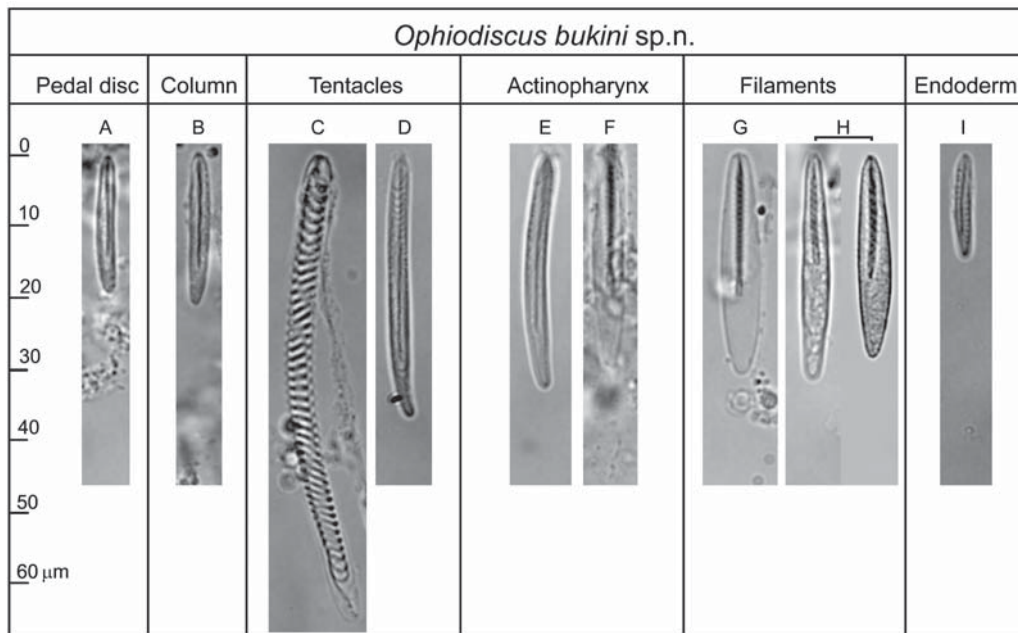 Ophiodiscus bukini sp.n.
Pedal disc Column Tentacles Actinopharynx Filaments Endoderm
A B C D E F G H I
0
10
20
30
40
50
60 μm